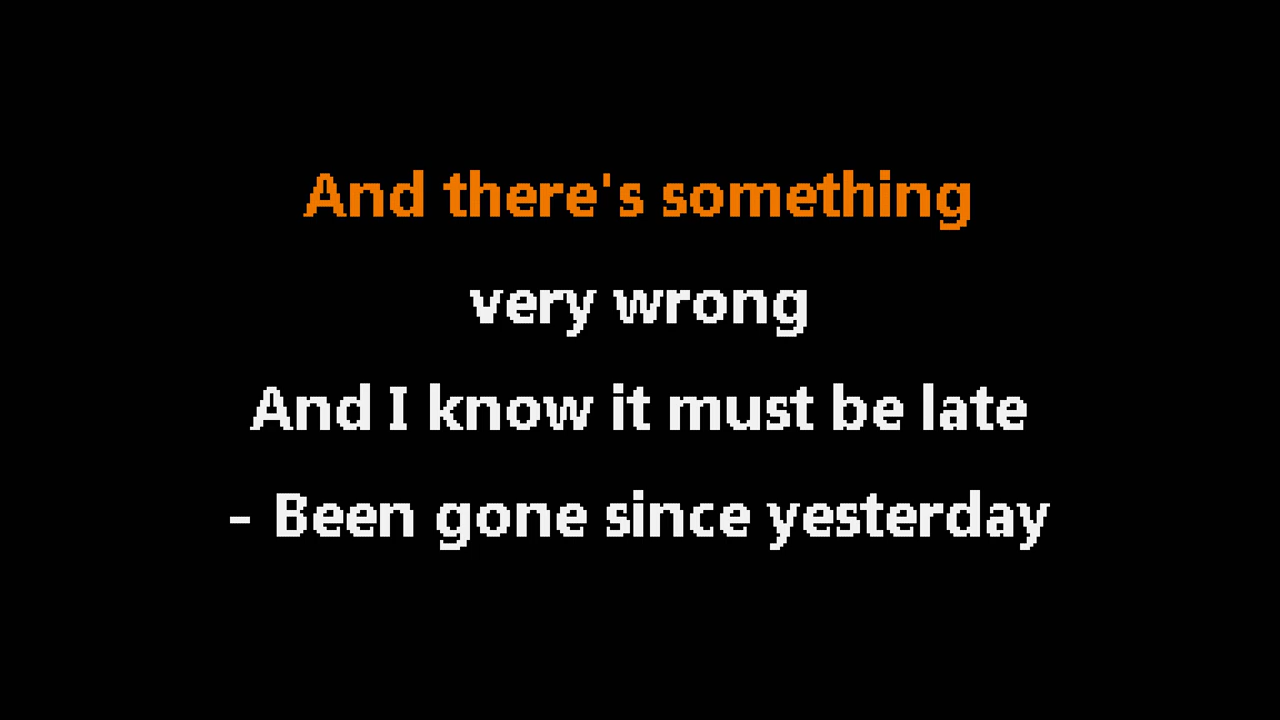 And there's something
very wrong
And I know it must be late
- Been gone since yesterday